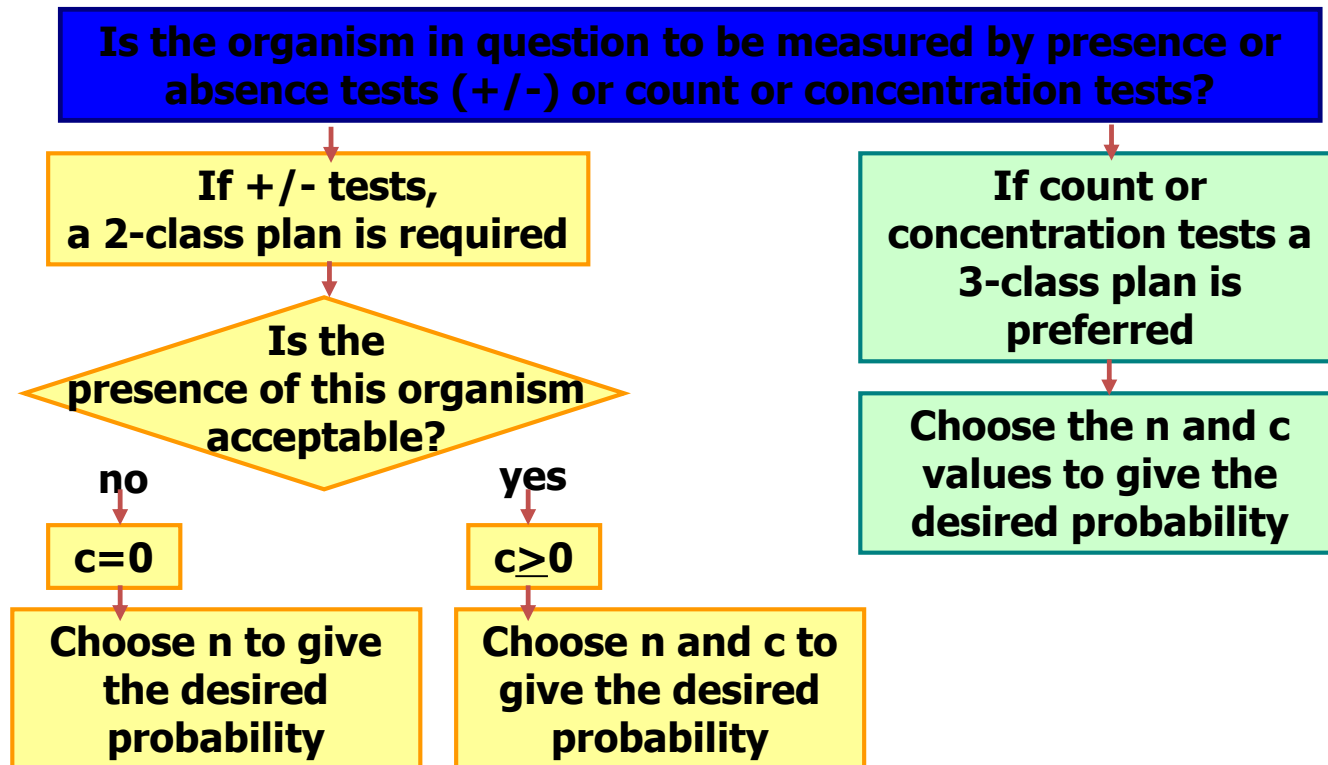 Is the organism in question to be measured by presence or
absence tests (+/-) or count or concentration tests?
If +/- tests,
a 2-class plan is required
Is the
presence of this organism
acceptable?
no
c=0
Choose n to give
the desired
probability
yes
c≥0
Choose n and c to
give the desired
probability
If count or
concentration tests a
3-class plan is
preferred
Choose the n and c
values to give the
desired probability